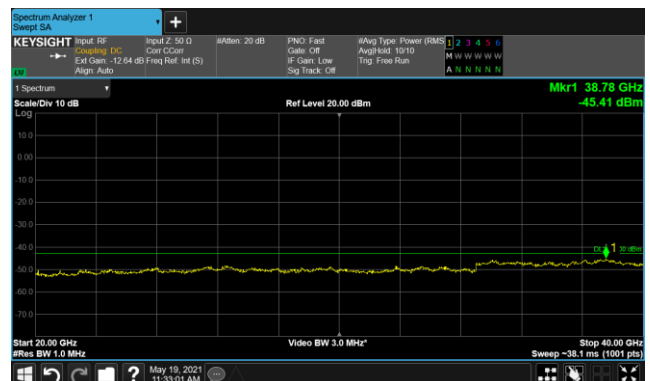 Spectrum Analyzer 1
Swept SA
+
KEYSIGHT Input: RF Input Z: 50 Ω #Atten: 20 dB PNO: Fast #Avg Type: Power (RMS 1 2 3 4 5 6
Coupling: DC Corr CCorr Gate: Off Avg|Hold: 10/10 M W W W W W
Ext Gain: -12.64 dB Freq Ref: Int (S) IF Gain: Low Trig: Free Run
Align: Auto Sig Track: Off A N N N N N
1 Spectrum Mkr1 38.78 GHz
Scale/Div 10 dB Ref Level 20.00 dBm -45.41 dBm
Log
10.0
0.00
-10.0
-20.0
-30.0
-40.0
1
-50.0
-60.0
-70.0
Start 20.00 GHz Video BW 3.0 MHz* Stop 40.00 GHz
#Res BW 1.0 MHz Sweep ~38.1 ms (1001 pts)
? May 19, 2021
11:33:01 AM